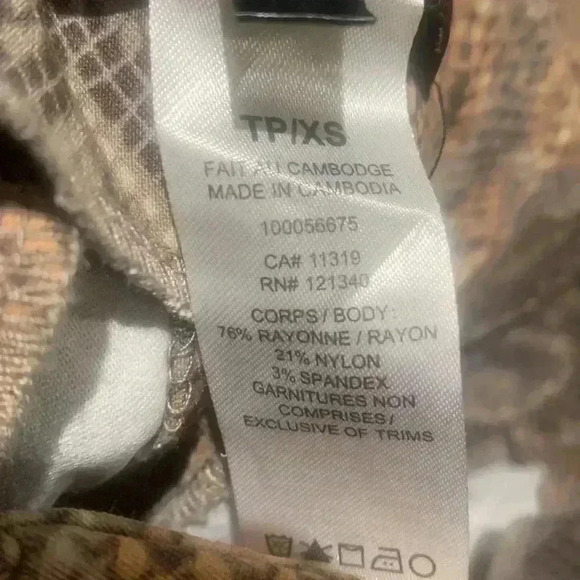 TP/XS
FAIT AU CAMBODGE
MADE IN CAMBODIA
100056675
CA# 11319
RN# 121340
CORPS / BODY:
76% RAYONNE / RAYON
21% NYLON
3% SPANDEX
GARNITURES NON
COMPRISES /
EXCLUSIVE OF TRIMS